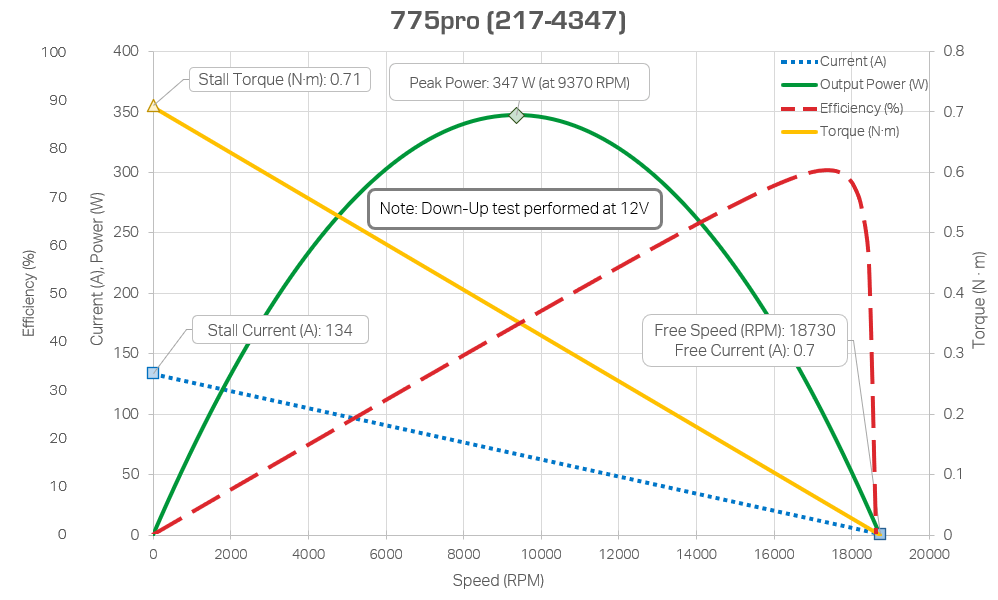 775pro (217-4347)
100
90
80
70
60
50
40
30
20
10
0
Efficiency (%)
400
350
300
250
200
150
100
50
0
Current (A), Power (W)
Stall Torque (N·m): 0.71
Peak Power: 347 W (at 9370 RPM)
Note: Down-Up test performed at 12V
Stall Current (A): 134
Free Speed (RPM): 18730
Free Current (A): 0.7
Current (A)
Output Power (W)
Efficiency (%)
Torque (N·m)
0.8
0.7
0.6
0.5
0.4
0.3
0.2
0.1
0
Torque (N · m)
0 2000 4000 6000 8000 10000 12000 14000 16000 18000 20000
Speed (RPM)